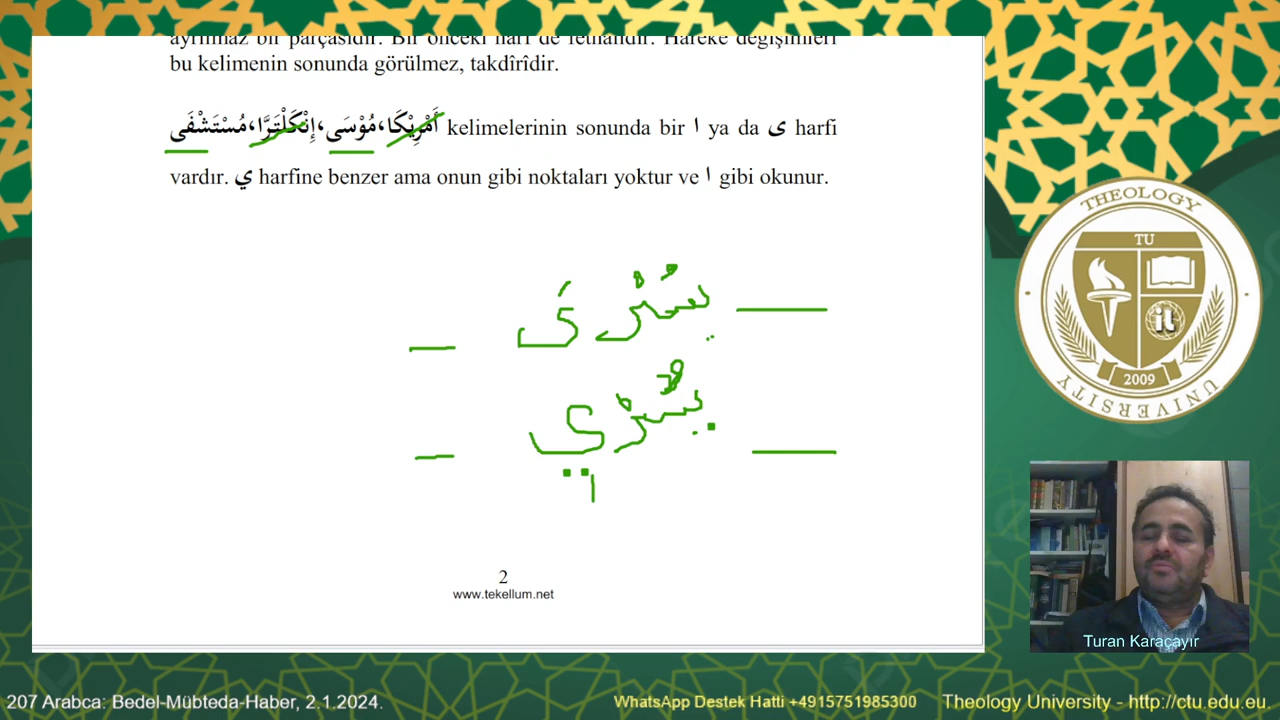 ayrılmaz bir parçasıdır. Bir önceki harf de fethalıdır. Hareke değişimleri
bu kelimenin sonunda görülmez, takdîrîdir.
أَمْرِيْكَا،مُوْسَى،إِنْكَلْتَرَّا،مُسْتَشْفَى kelimelerinin sonunda bir ا ya da ى harfi
vardır. ي harfine benzer ama onun gibi noktaları yoktur ve ا gibi okunur.
2
www.tekellum.net
THEOLOGY
TU
2009
UNIVERSITY
Turan Karaçayır
207 Arabca: Bedel-Mübteda-Haber, 2.1.2024.
WhatsApp Destek Hatti +4915751985300
Theology University - http://ctu.edu.eu.